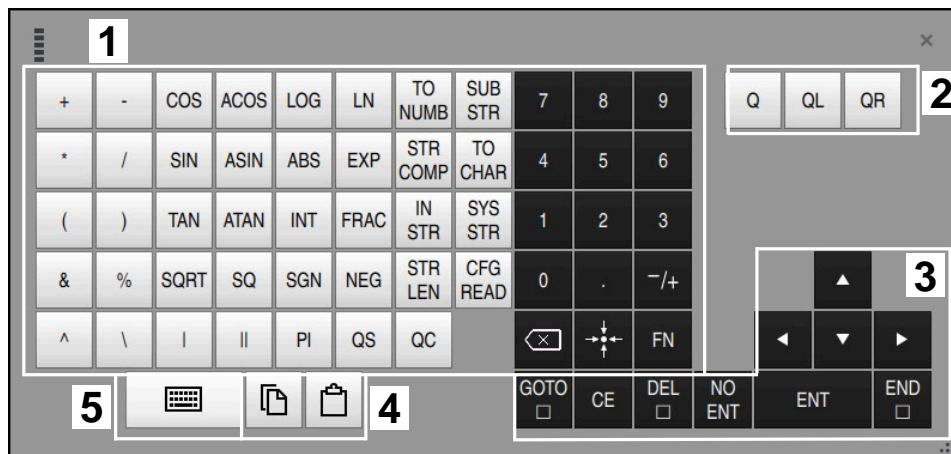 1
×
+ - COS ACOS LOG LN TO NUMB SUB STR 7 8 9 Q QL QR 2
* / SIN ASIN ABS EXP STR COMP TO CHAR 4 5 6
( ) TAN ATAN INT FRAC IN STR SYS STR 1 2 3
& % SQRT SQ SGN NEG STR LEN CFG READ 0 . −/+ 3
^ \ | || PI QS QC FN
5 4 GOTO □ CE DEL □ NO ENT ENT END □